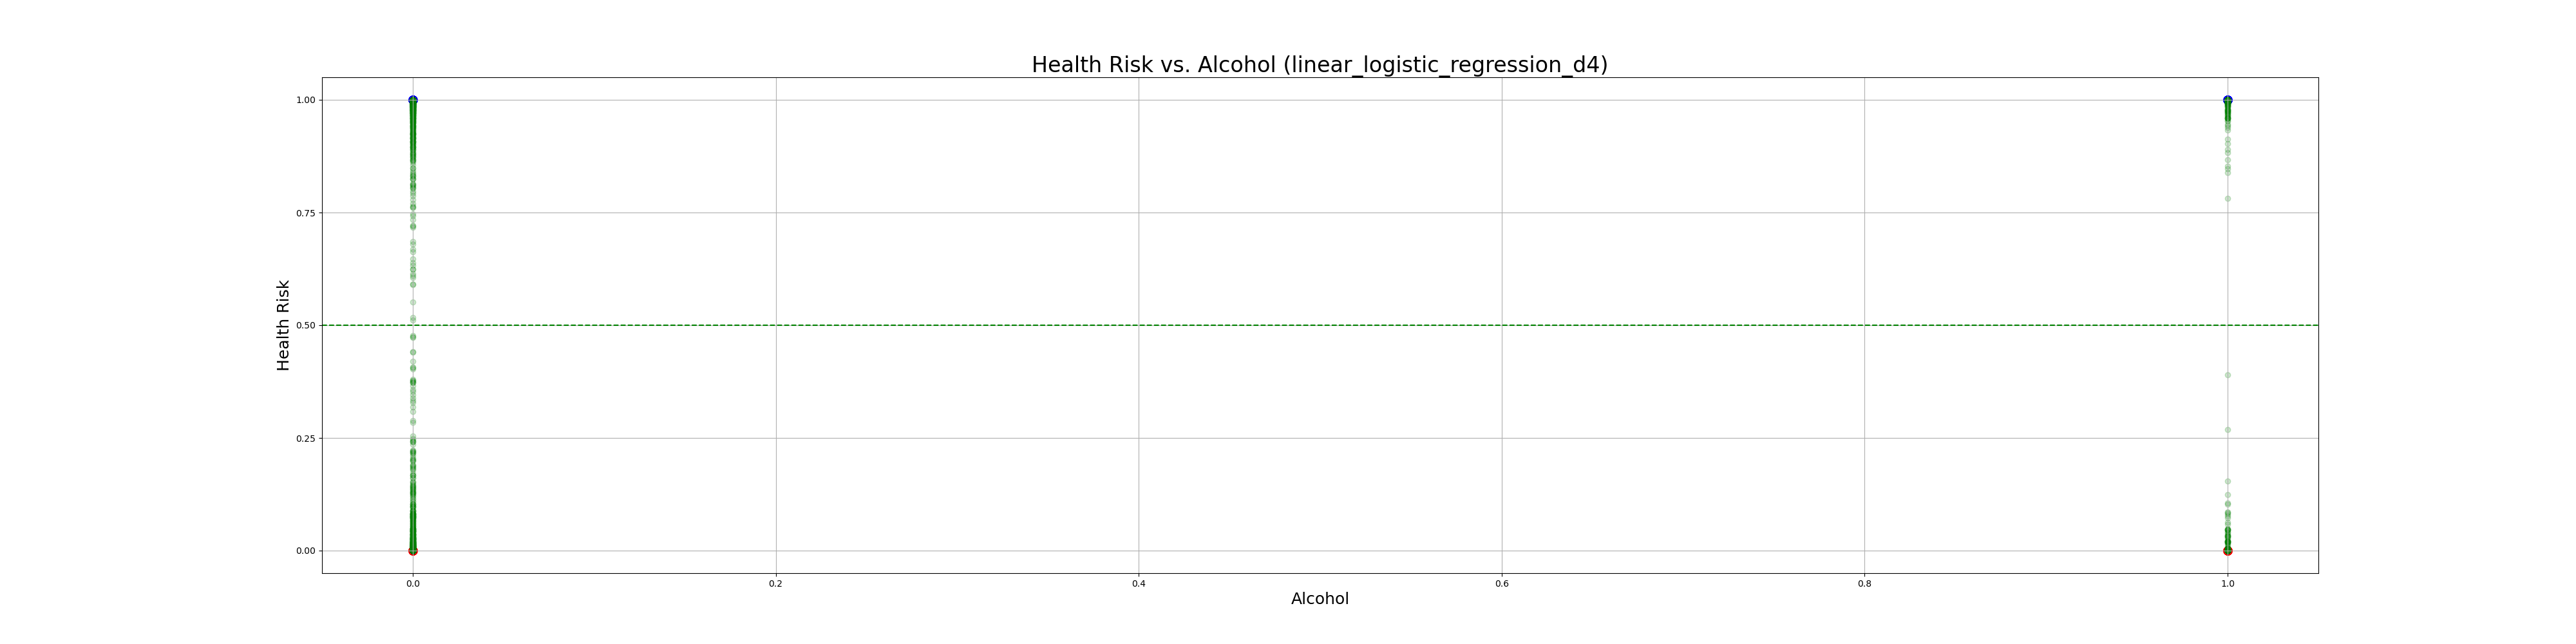 Health Risk vs. Alcohol (linear_logistic_regression_d4)
1.00
0.75
0.50
0.25
0.00
Health Risk
0.0 0.2 0.4 0.6 0.8 1.0
Alcohol